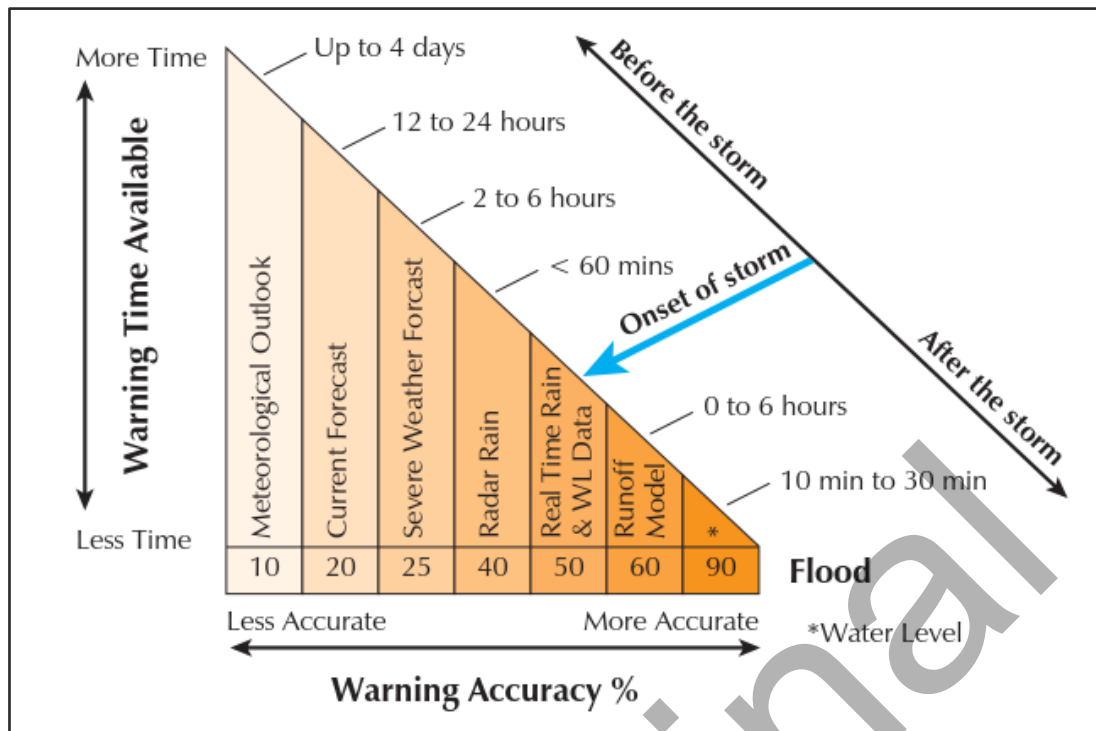 More Time
Up to 4 days
12 to 24 hours
2 to 6 hours
< 60 mins
0 to 6 hours
10 min to 30 min
Before the storm
Onset of storm
After the storm
Warning Time Available
Less Time
Meteorological Outlook
Current Forecast
Severe Weather Forcast
Radar Rain
Real Time Rain
& WL Data
Runoff
Model
*
10 20 25 40 50 60 90
Flood
Less Accurate
More Accurate
*Water Level
Warning Accuracy %
inal